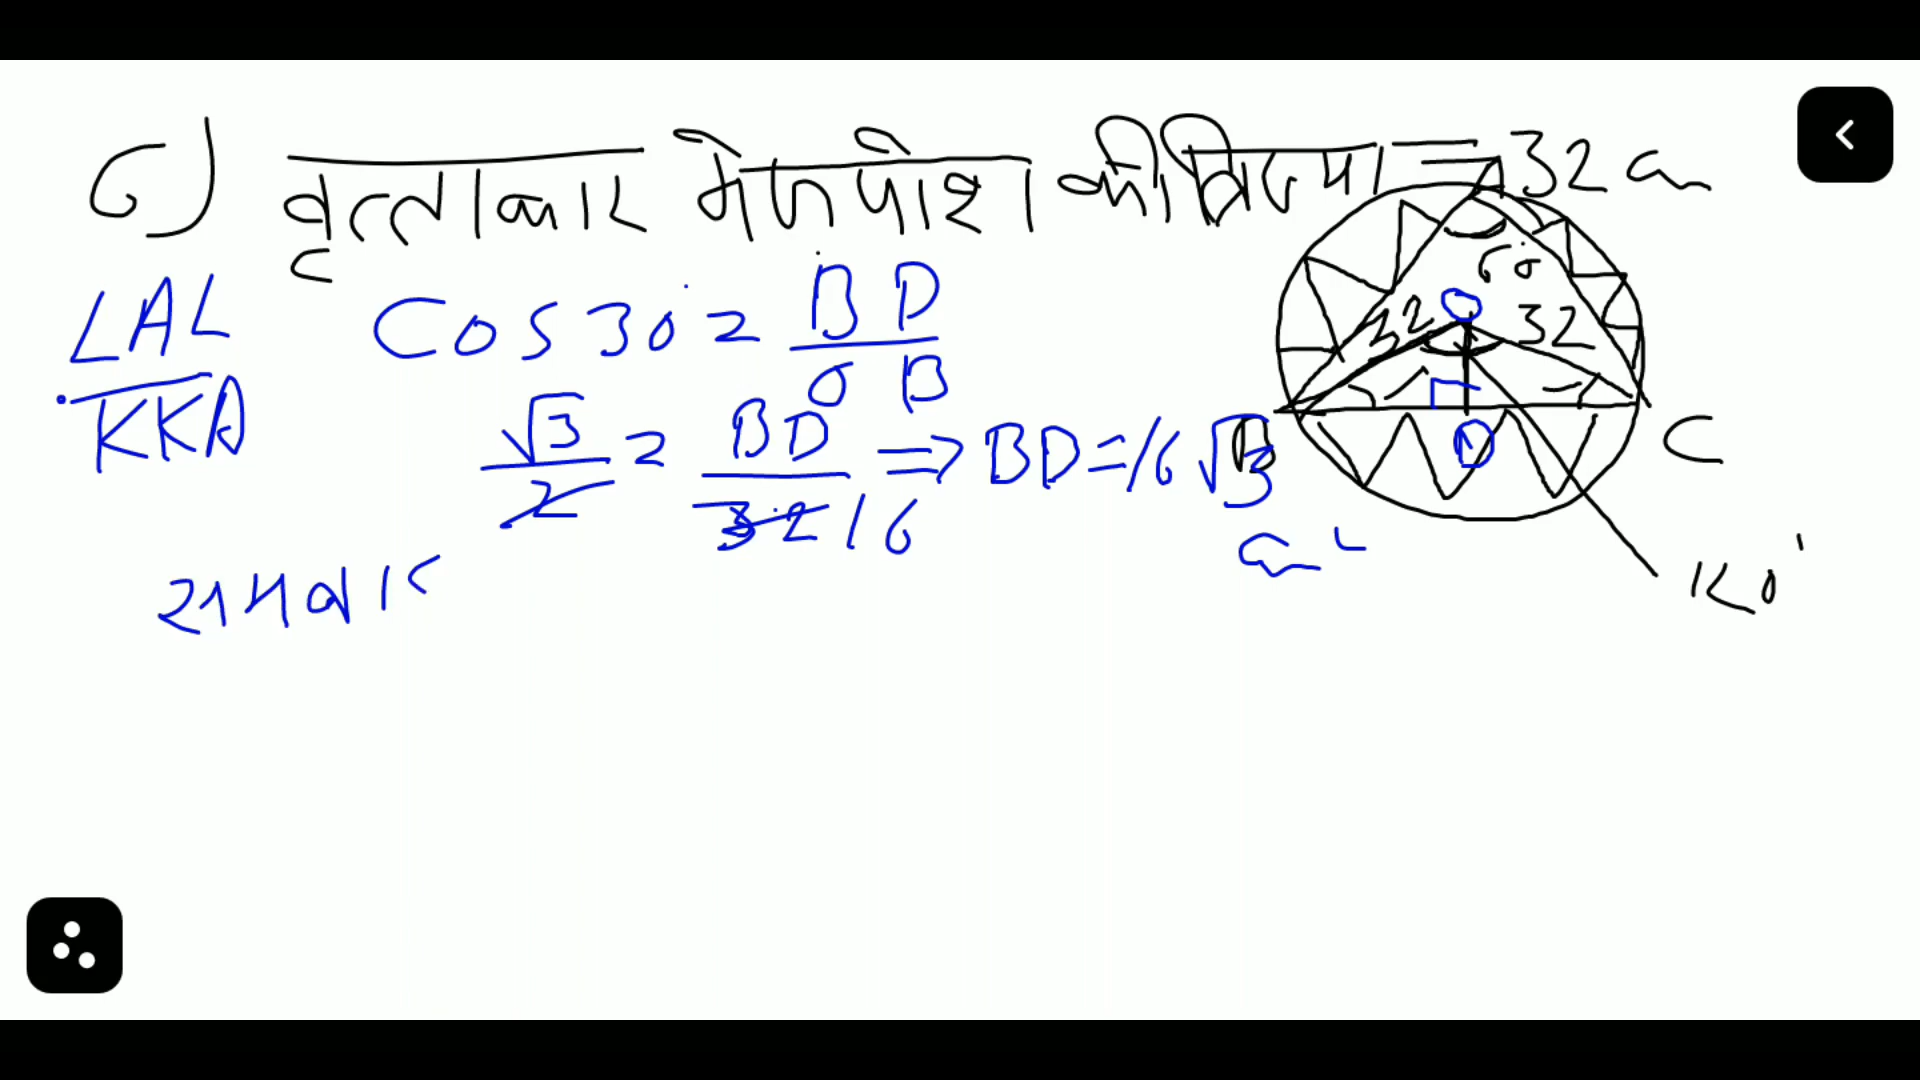 6) वृत्ताकार मेजपोश की त्रिज्या = 32 cm
LAL
KKA
Cos 30 = BD
OB
√3 = BD ⇒ BD = 16√3
2 32 16
cm
समबा
A
60
O
32 32
B
D
C
120°